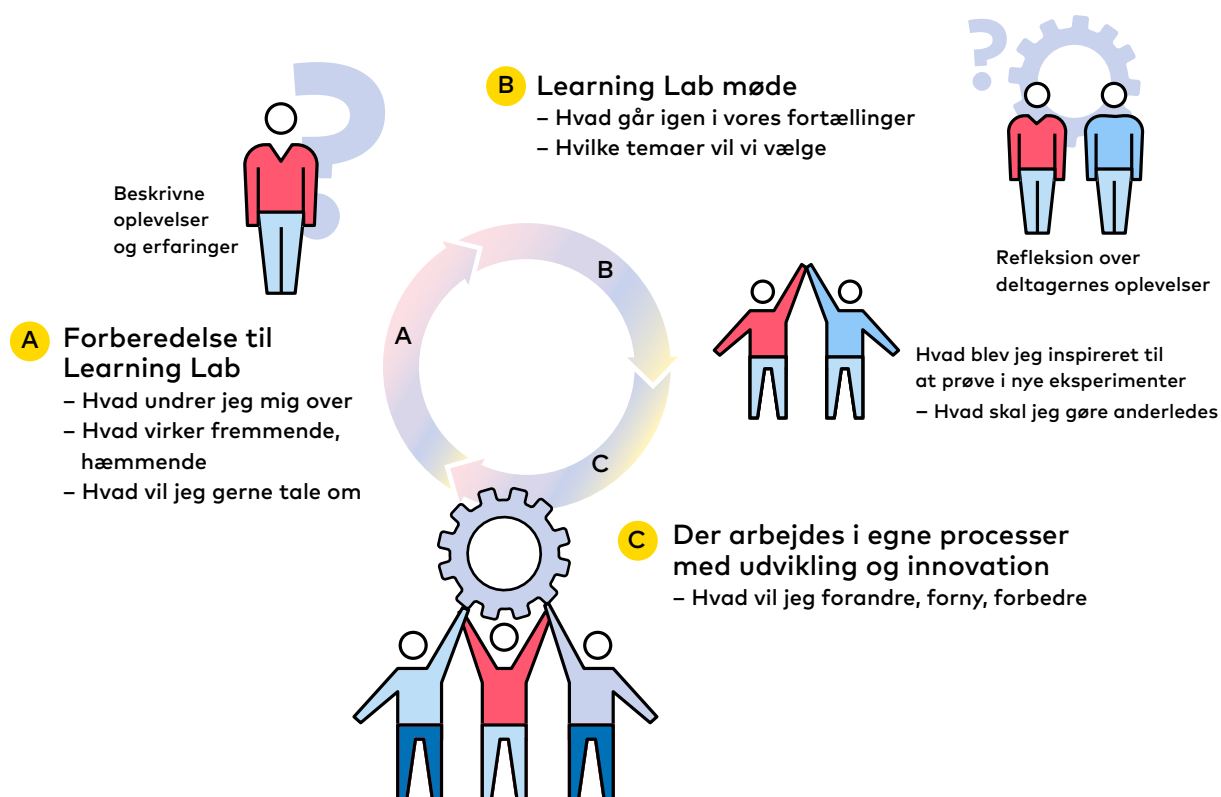 Beskrivne
oplevelser
og erfaringer
A
Forberedelse til
Learning Lab
– Hvad undrer jeg mig over
– Hvad virker fremmende,
hæmmende
– Hvad vil jeg gerne tale om
B
Learning Lab møde
– Hvad går igen i vores fortællinger
– Hvilke temaer vil vi vælge
?
Refleksion over
deltagernes oplevelser
Hvad blev jeg inspireret til
at prøve i nye eksperimenter
– Hvad skal jeg gøre anderledes
?
A
B
C
C
Der arbejdes i egne processer
med udvikling og innovation
– Hvad vil jeg forandre, forny, forbedre